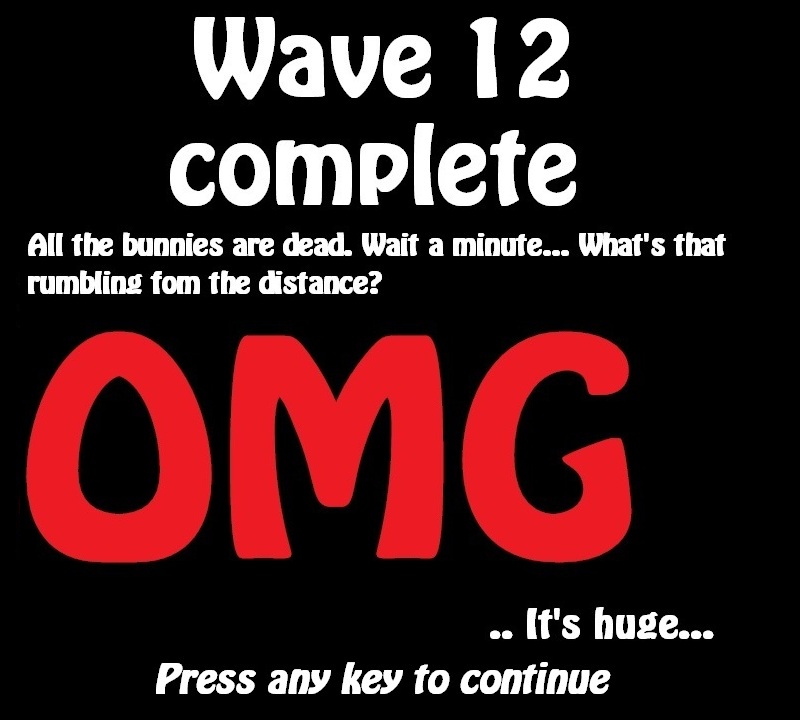 Wave 12
complete
All the bunnies are dead. Wait a minute... What's that
rumbling fom the distance?
OMG
.. It's huge...
Press any key to continue